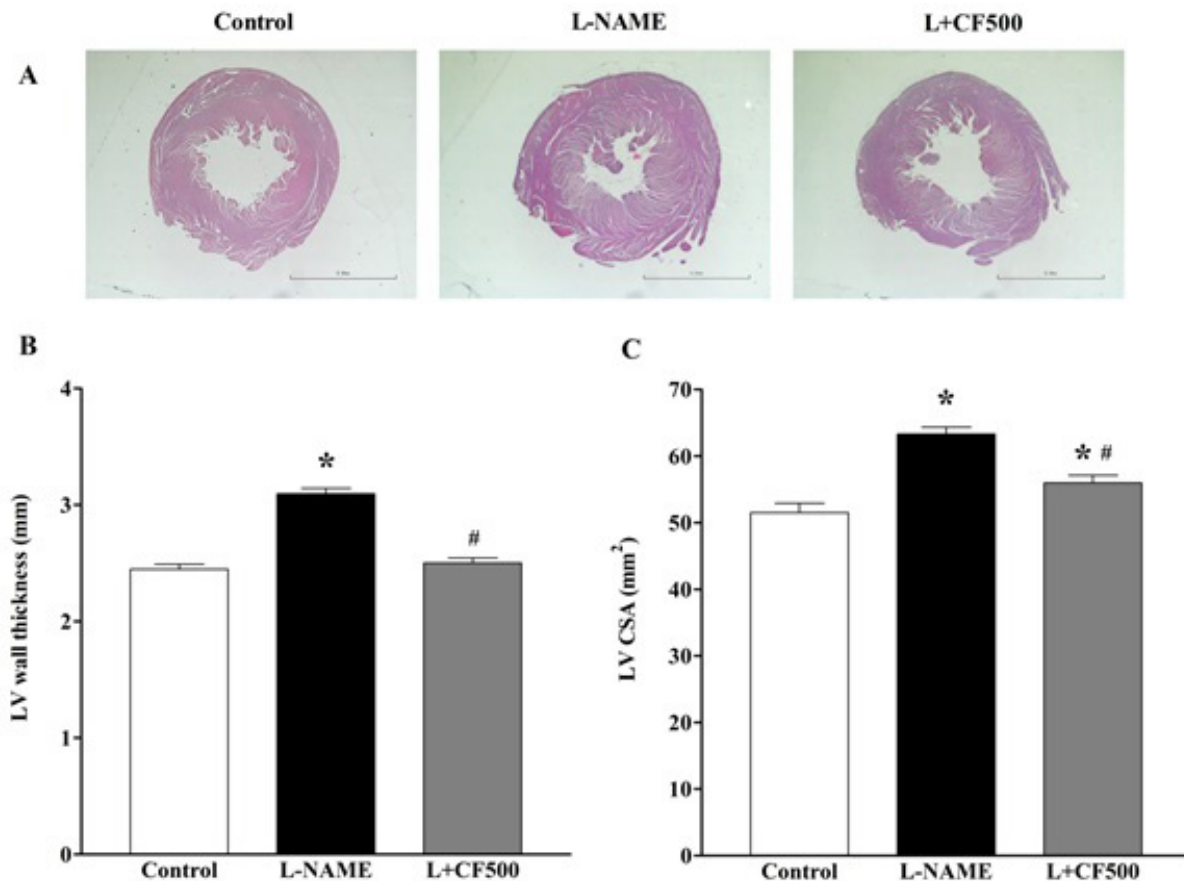 Control L-NAME L+CF500
A
B
4
3
2
1
0
LV wall thickness (mm)
*
#
Control L-NAME L+CF500
C
70
60
50
40
30
20
10
0
LV CSA (mm²)
*
* #
Control L-NAME L+CF500